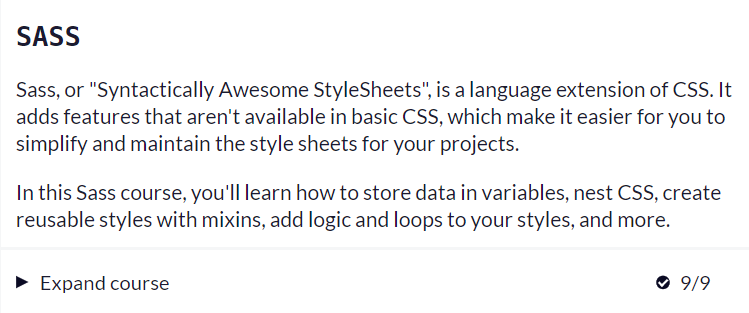 SASS
Sass, or "Syntactically Awesome StyleSheets", is a language extension of CSS. It
adds features that aren't available in basic CSS, which make it easier for you to
simplify and maintain the style sheets for your projects.
In this Sass course, you'll learn how to store data in variables, nest CSS, create
reusable styles with mixins, add logic and loops to your styles, and more.
Expand course 9/9